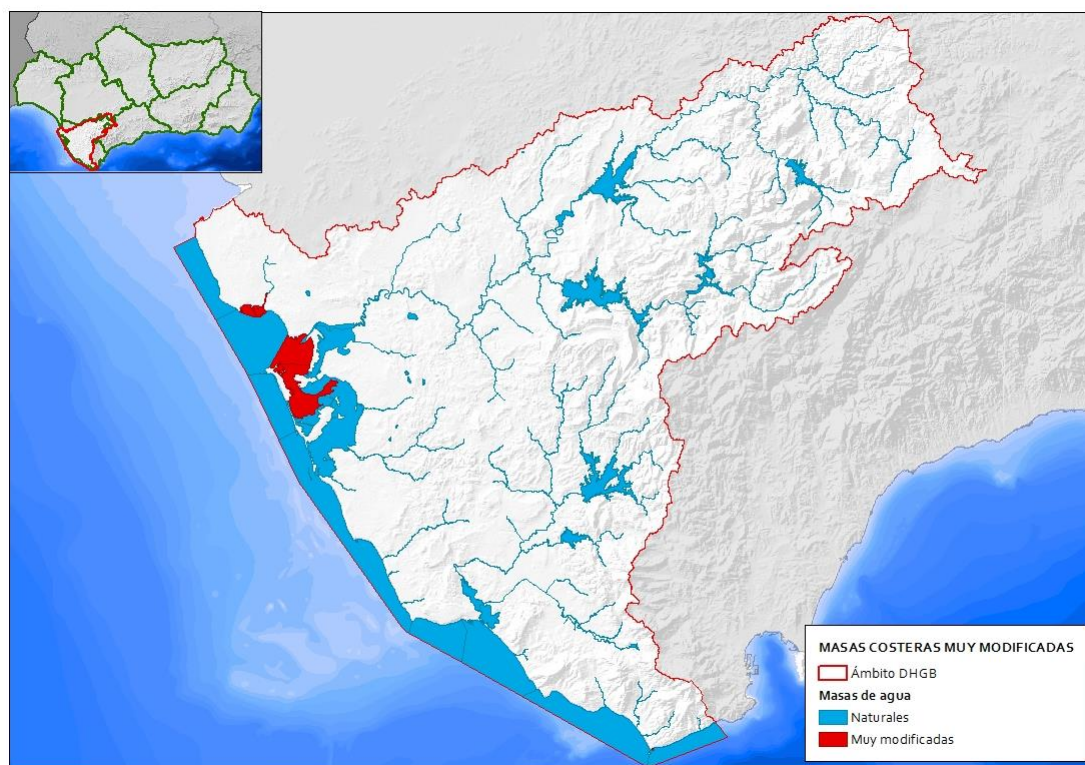 MASAS COSTERAS MUY MODIFICADAS
Ámbito DHGB
Masas de agua
Naturales
Muy modificadas